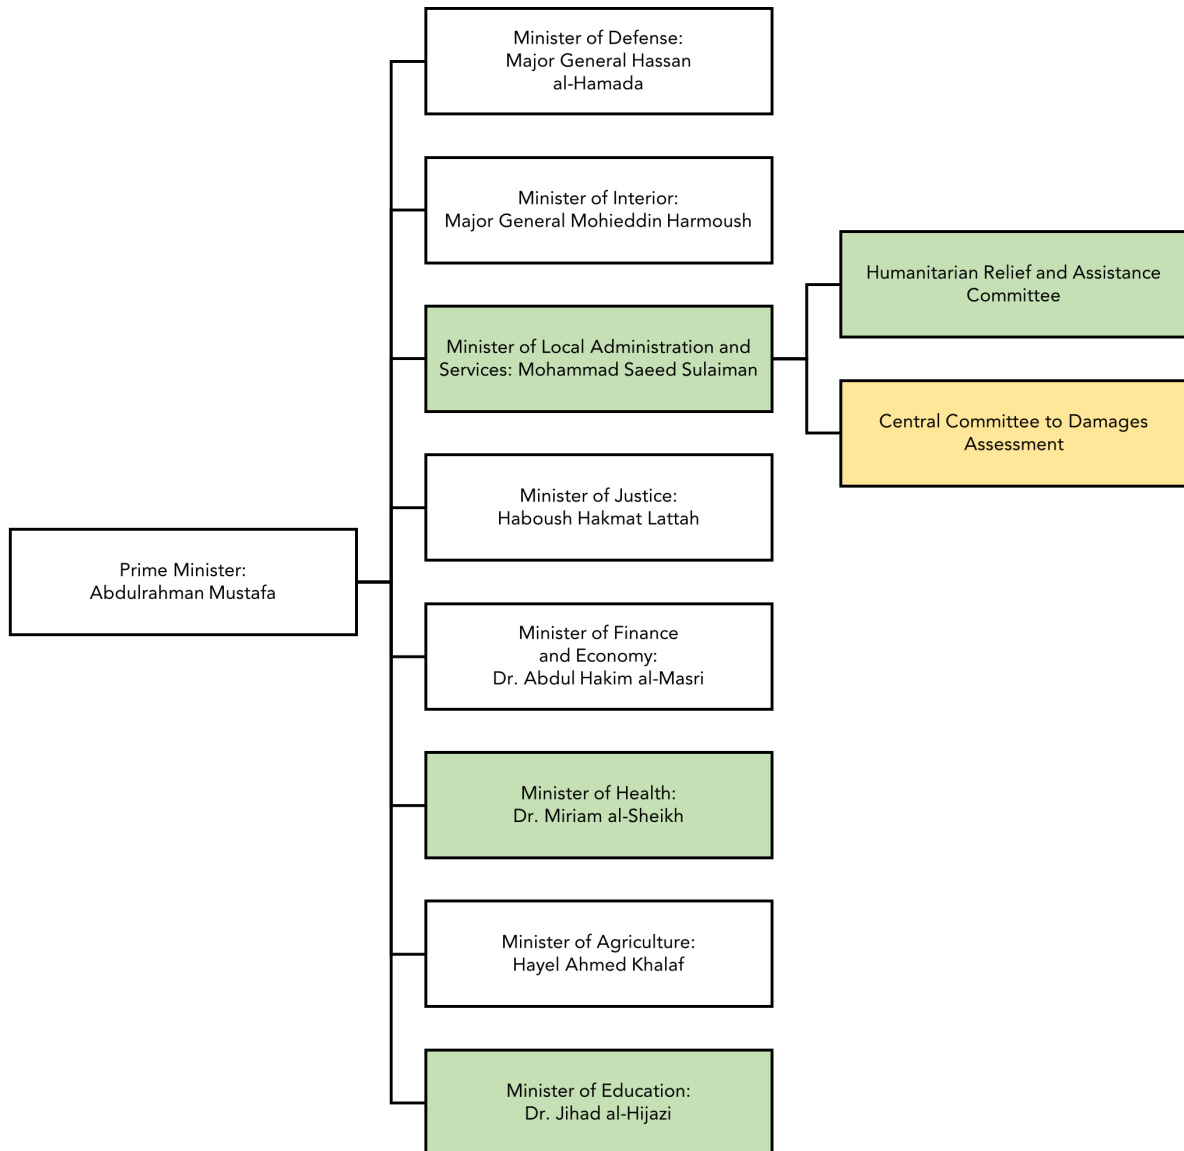 Minister of Defense:
Major General Hassan
al-Hamada
Minister of Interior:
Major General Mohieddin Harmoush
Humanitarian Relief and Assistance
Committee
Minister of Local Administration and
Services: Mohammad Saeed Sulaiman
Central Committee to Damages
Assessment
Minister of Justice:
Haboush Hakmat Lattah
Prime Minister:
Abdulrahman Mustafa
Minister of Finance
and Economy:
Dr. Abdul Hakim al-Masri
Minister of Health:
Dr. Miriam al-Sheikh
Minister of Agriculture:
Hayel Ahmed Khalaf
Minister of Education:
Dr. Jihad al-Hijazi